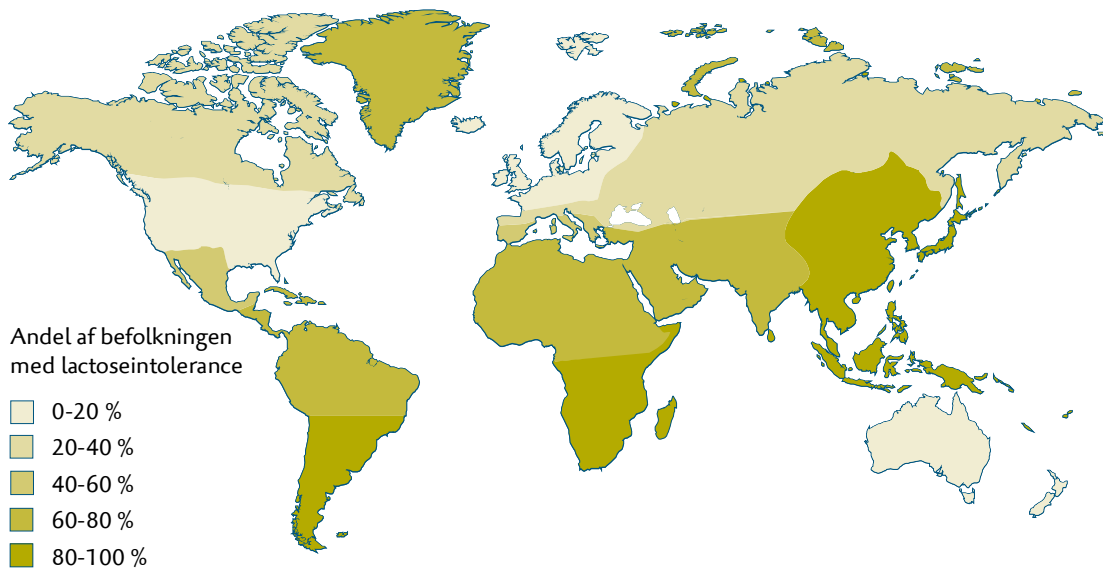 Andel af befolkningen
med lactoseintolerance
0-20 %
20-40 %
40-60 %
60-80 %
80-100 %